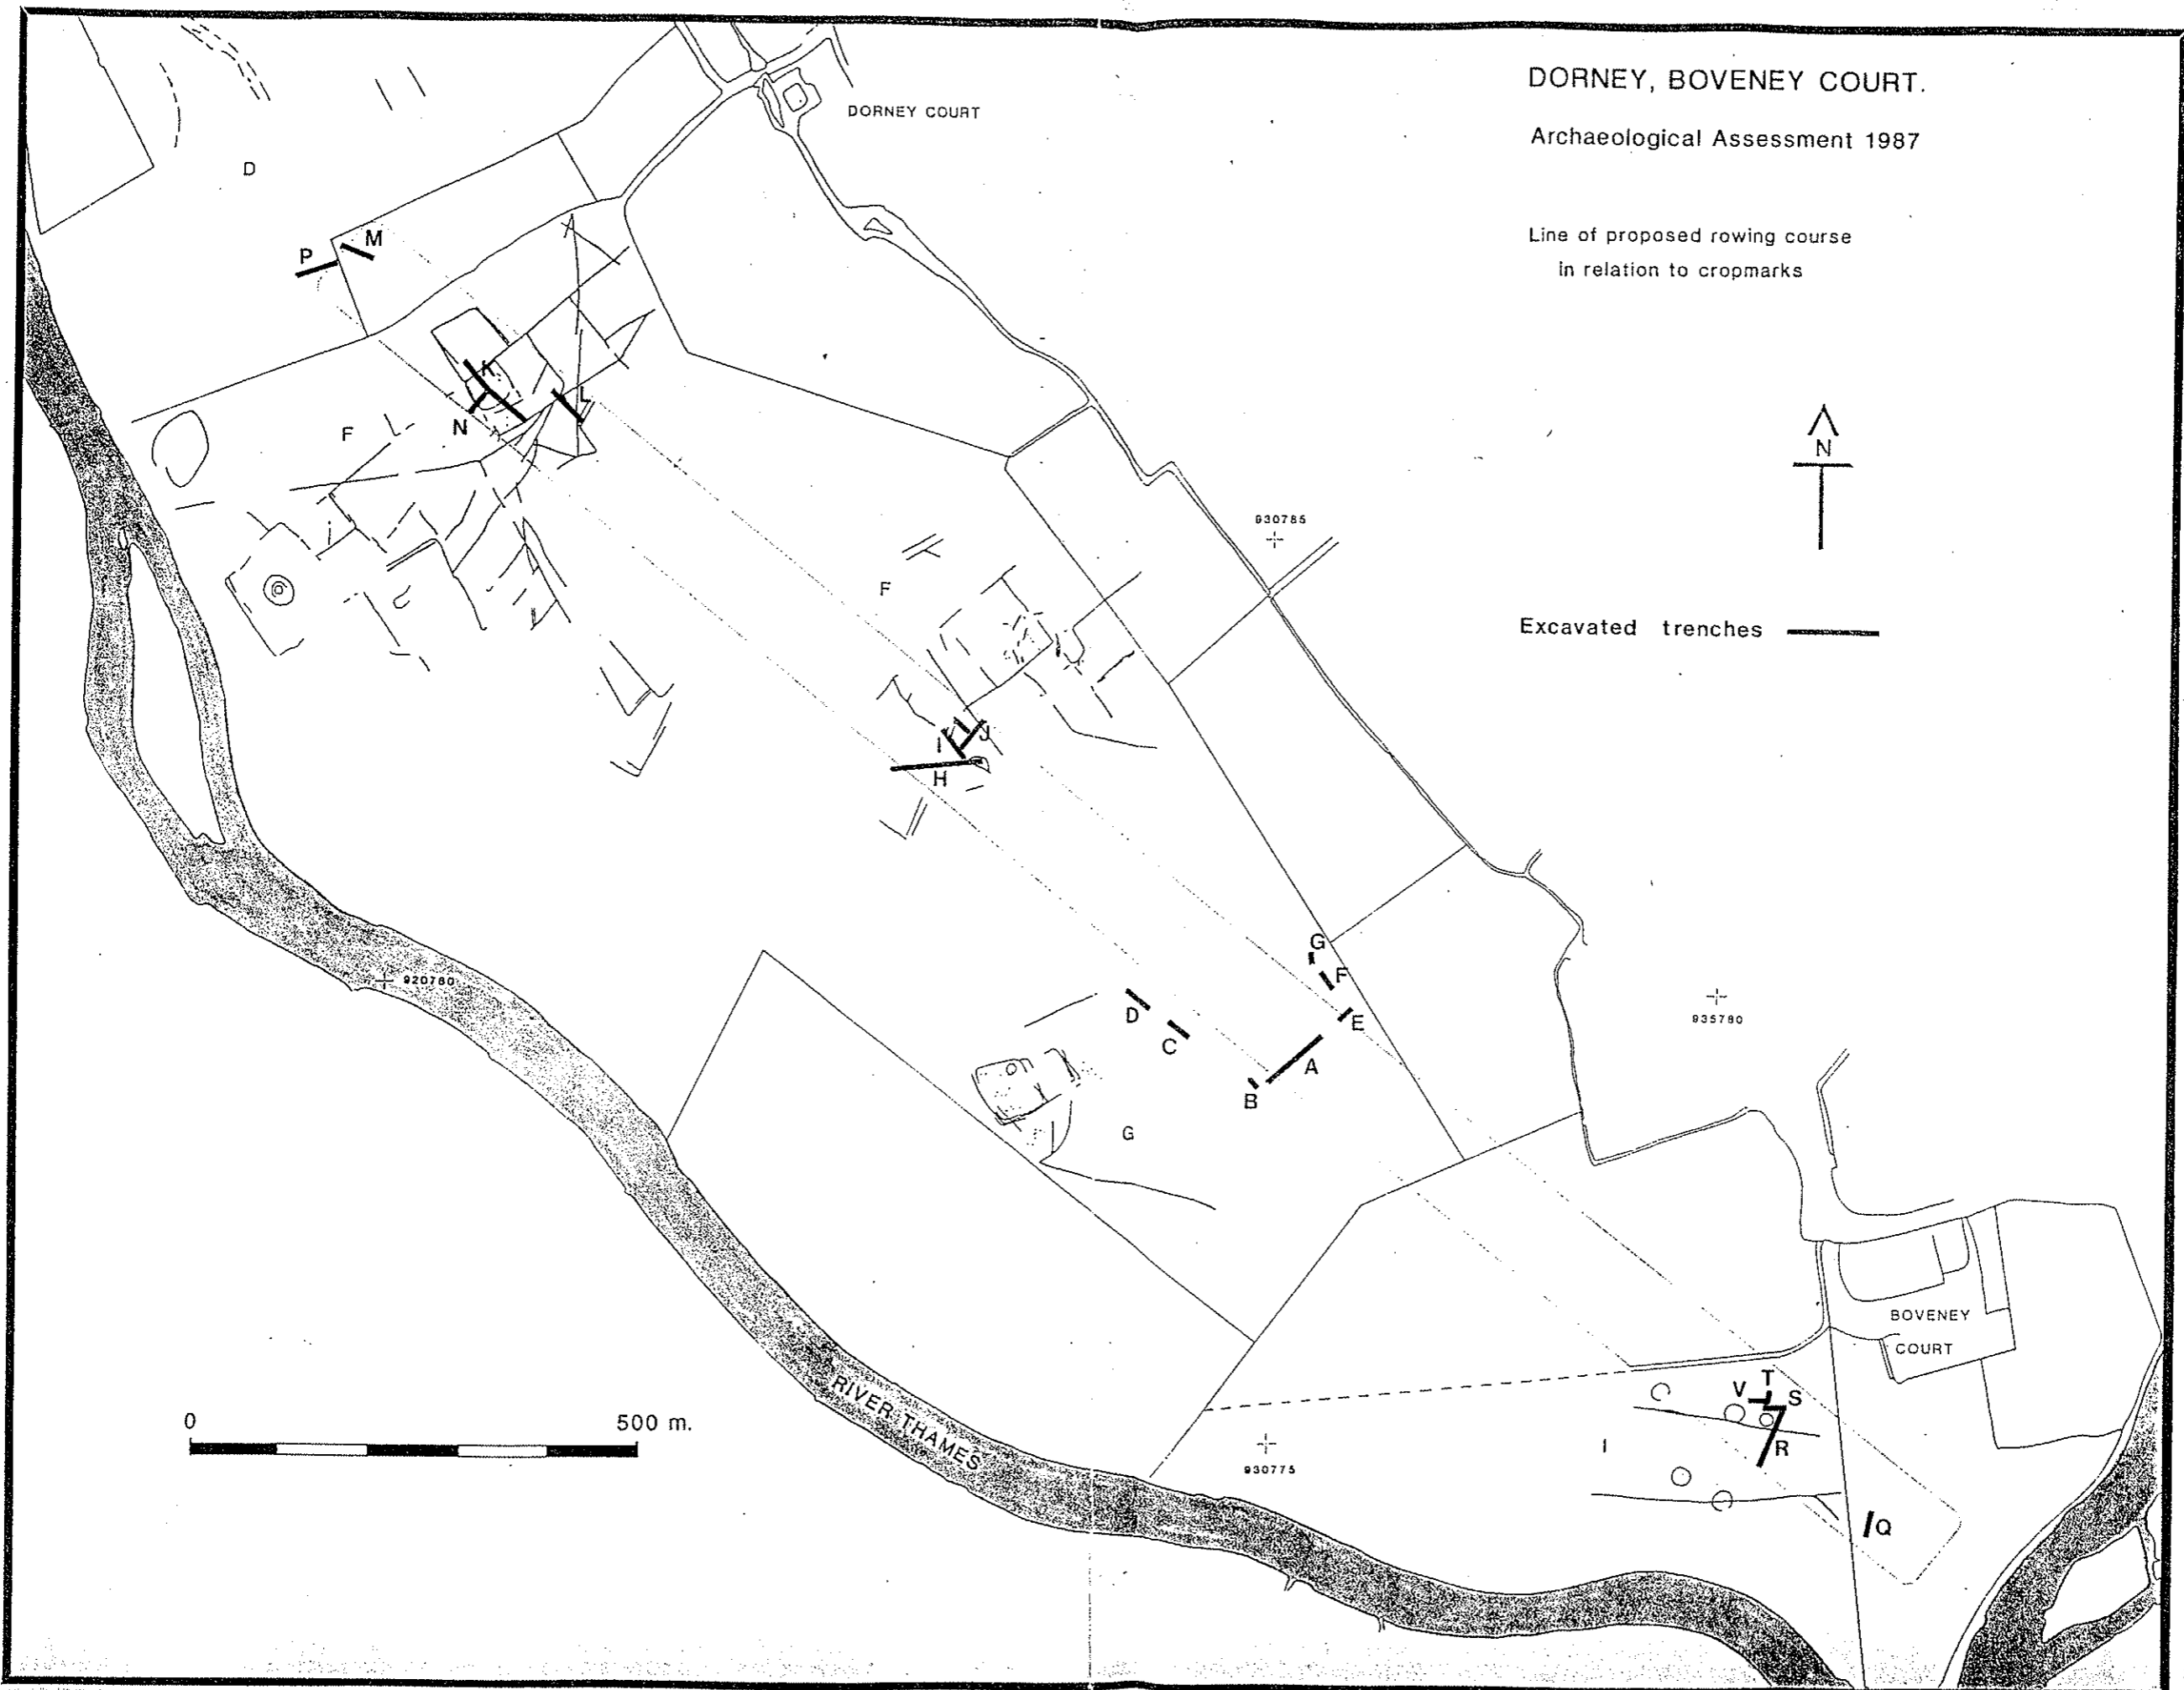 DORNEY, BOVENEY COURT.
Archaeological Assessment 1987
Line of proposed rowing course
in relation to cropmarks
N
Excavated trenches
DORNEY COURT
D
P
M
K
L
N
F
F
930785
I
J
H
G
F
E
D
C
A
B
G
920780
935780
BOVENEY
COURT
V
T
S
R
I
Q
930775
RIVER THAMES
0
500 m.